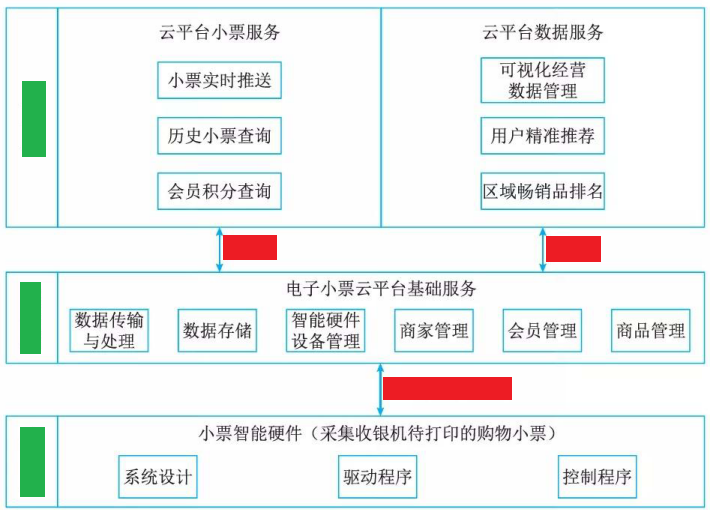 云平台小票服务
云平台数据服务
小票实时推送
可视化经营
数据管理
历史小票查询
用户精准推荐
会员积分查询
区域畅销品排名
电子小票云平台基础服务
数据传输
与处理
数据存储
智能硬件
设备管理
商家管理
会员管理
商品管理
小票智能硬件（采集收银机待打印的购物小票）
系统设计
驱动程序
控制程序